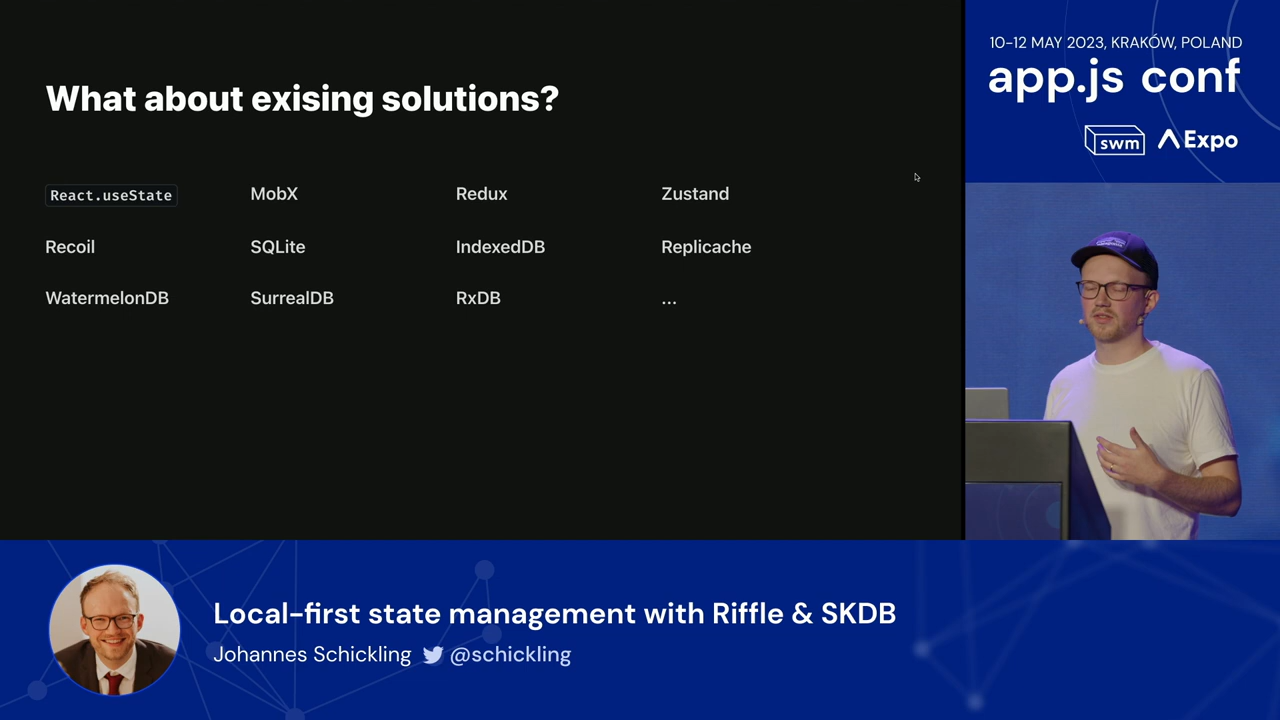 What about exising solutions?
React.useState MobX Redux Zustand
Recoil SQLite IndexedDB Replicache
WatermelonDB SurrealDB RxDB ...
10-12 MAY 2023, KRAKÓW, POLAND
app.js conf
swm Expo
Local-first state management with Riffle & SKDB
Johannes Schickling @schickling